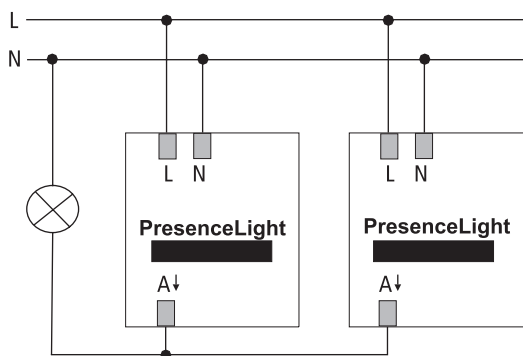 L
N
L N
L N
PresenceLight
PresenceLight
A↓
A↓